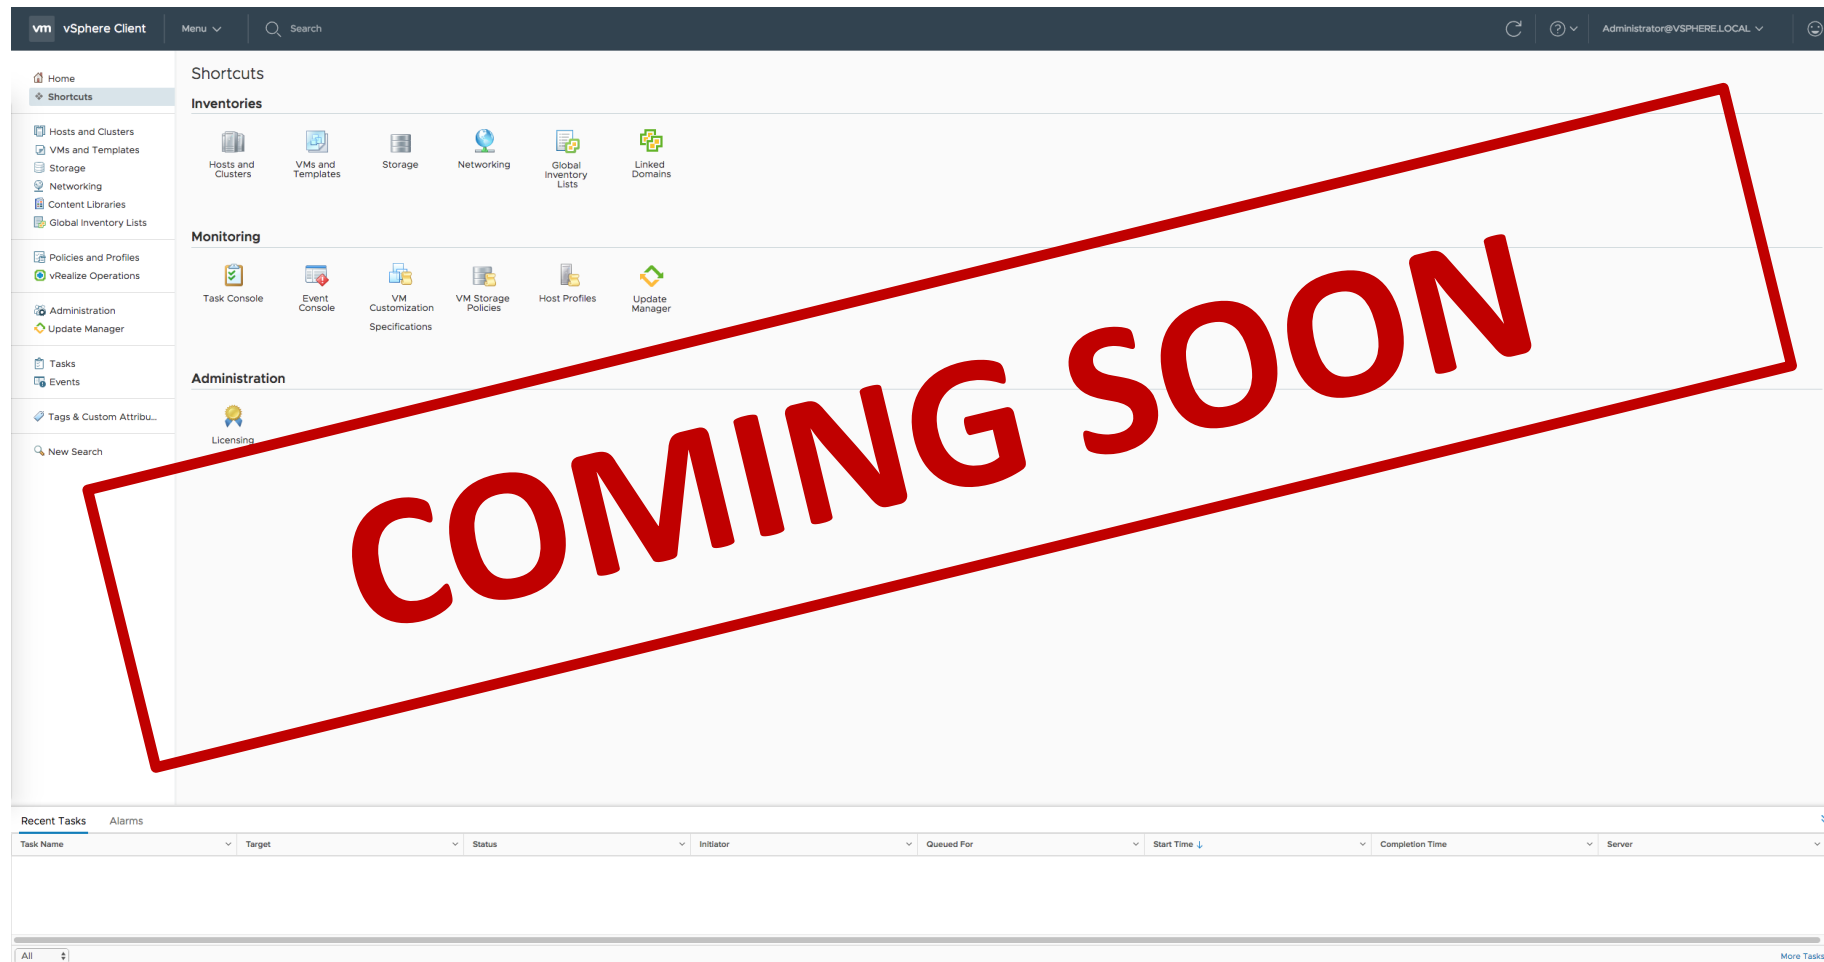 vm vSphere Client Menu Search Administrator@VSPHERE.LOCAL
Home
Shortcuts
Hosts and Clusters
VMs and Templates
Storage
Networking
Content Libraries
Global Inventory Lists
Policies and Profiles
vRealize Operations
Administration
Update Manager
Tasks
Events
Tags & Custom Attribu...
New Search
Shortcuts
Inventories
Hosts and
Clusters
VMs and
Templates
Storage
Networking
Global
Inventory
Lists
Linked
Domains
Monitoring
Task Console
Event
Console
VM
Customization
Specifications
VM Storage
Policies
Host Profiles
Update
Manager
Administration
Licensing
COMING SOON
Recent Tasks Alarms
Task Name Target Status Initiator Queued For Start Time Completion Time Server
All More Tasks